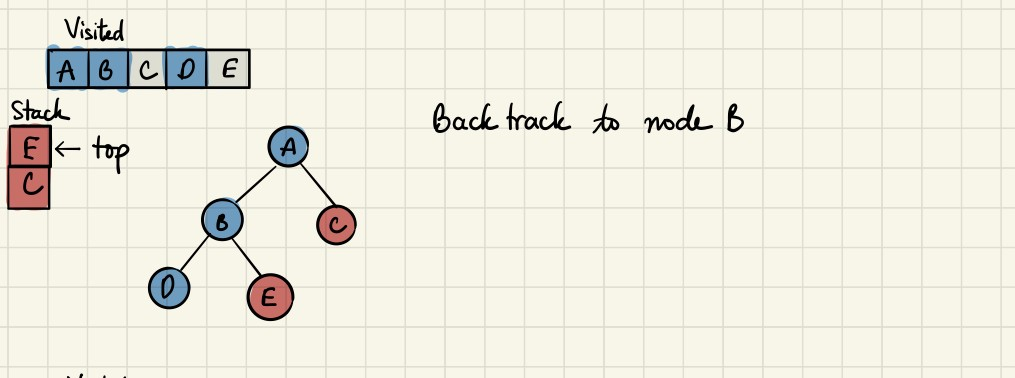 Visited
A B C D E
Stack
E ← top
C
Back track to node B
A
B C
D E